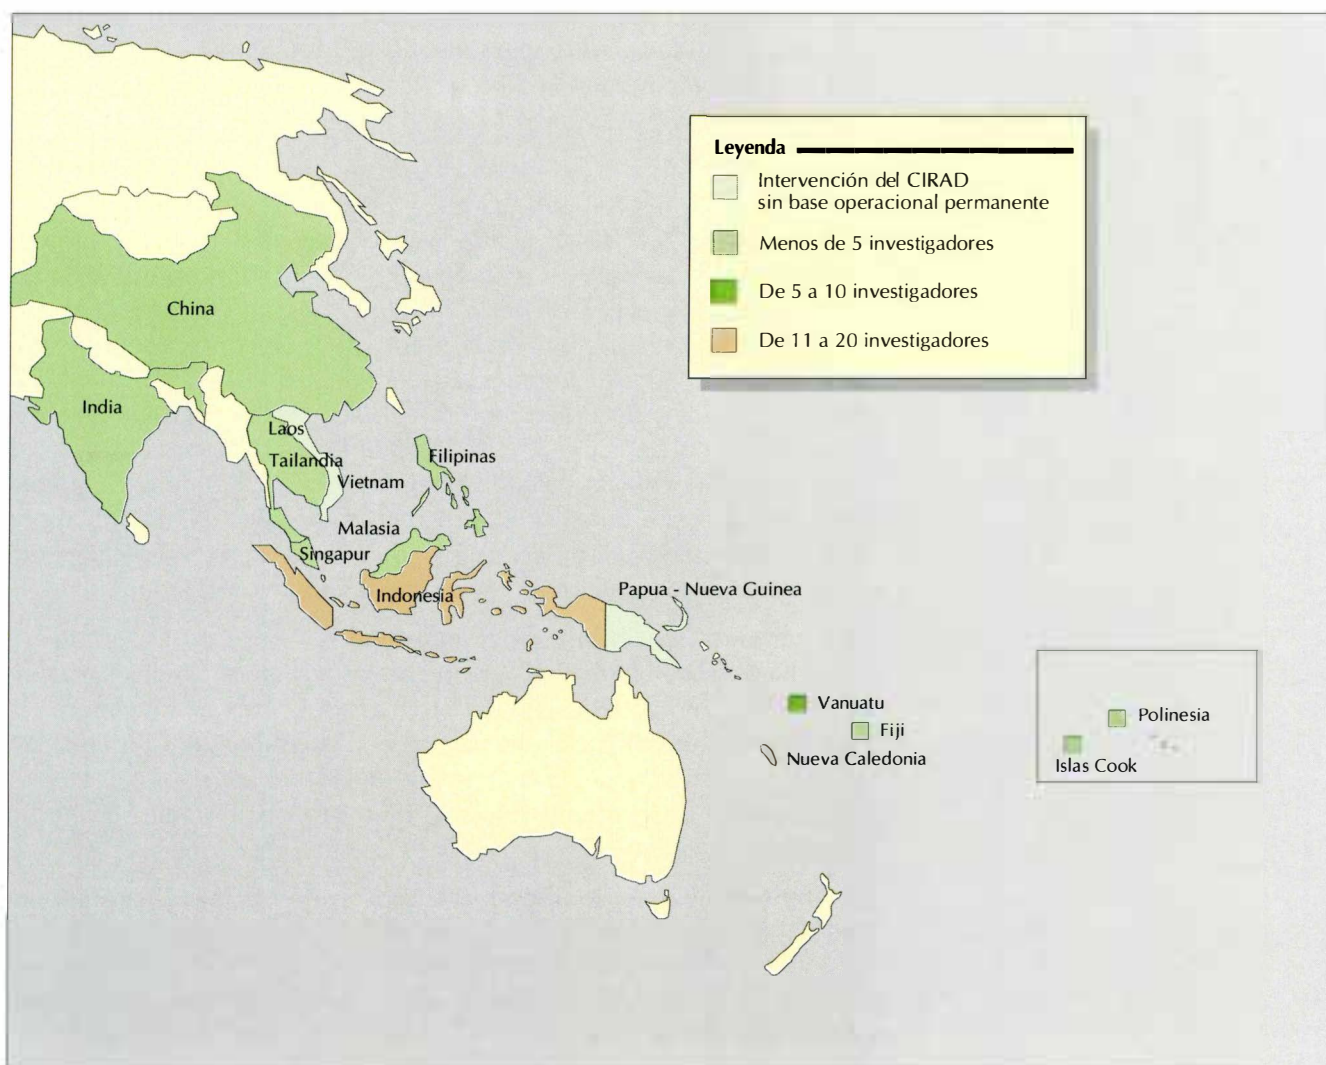 Leyenda
Intervención del CIRAD
sin base operacional permanente
Menos de 5 investigadores
De 5 a 10 investigadores
De 11 a 20 investigadores
China
India
Laos
Tailandia
Filipinas
Vietnam
Malasia
Singapur
Indonesia
Papua - Nueva Guinea
Vanuatu
Fiji
Nueva Caledonia
Polinesia
Islas Cook